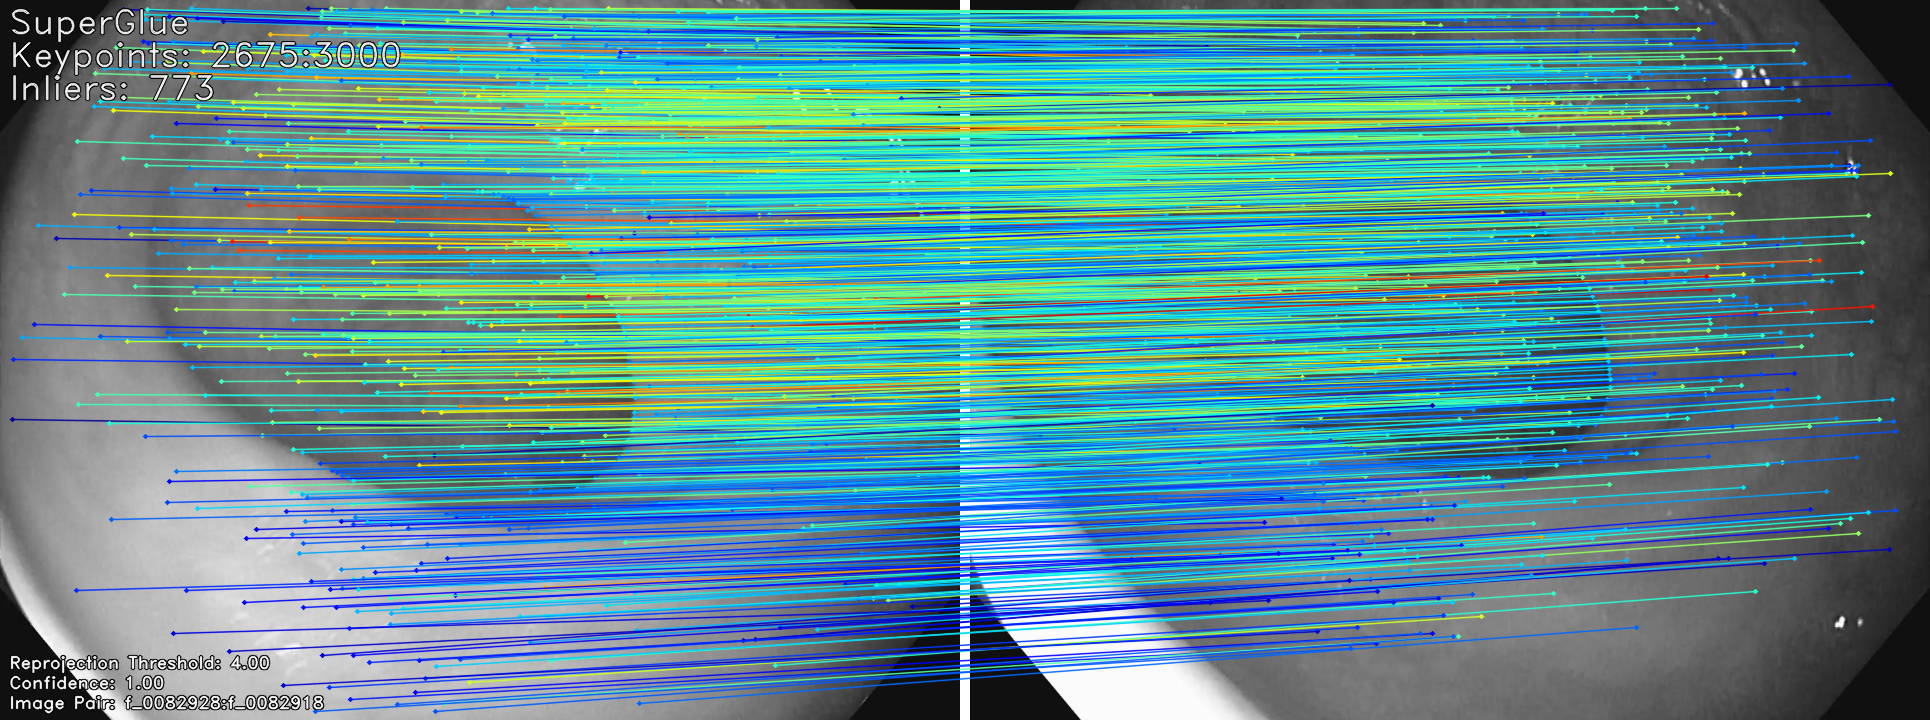 SuperGlue
Keypoints: 2675:3000
Inliers: 773
Reprojection Threshold: 4.00
Confidence: 1.00
Image Pair: f_0082928:f_0082918